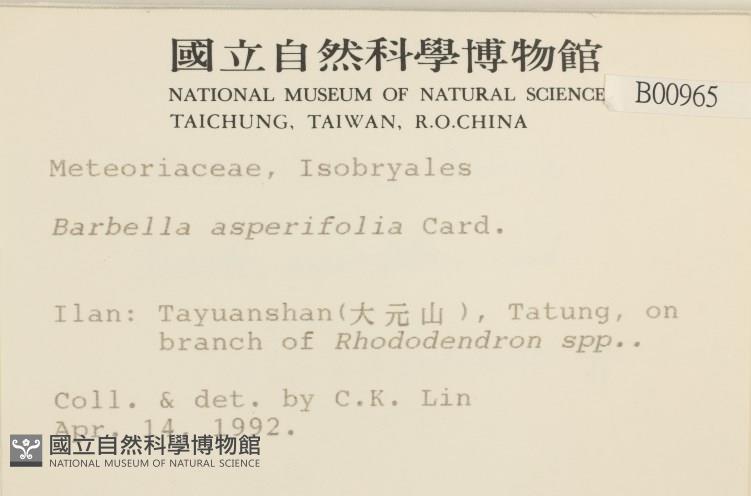 國立自然科學博物館
NATIONAL MUSEUM OF NATURAL SCIENCE
B00965
TAICHUNG, TAIWAN, R.O.CHINA
Meteoriaceae, Isobryales
Barbella asperifolia Card.
Ilan: Tayuanshan(大元山), Tatung, on
branch of Rhododendron spp..
Coll. & det. by C.K. Lin
Apr. 14, 1992.
國立自然科學博物館
NATIONAL MUSEUM OF NATURAL SCIENCE